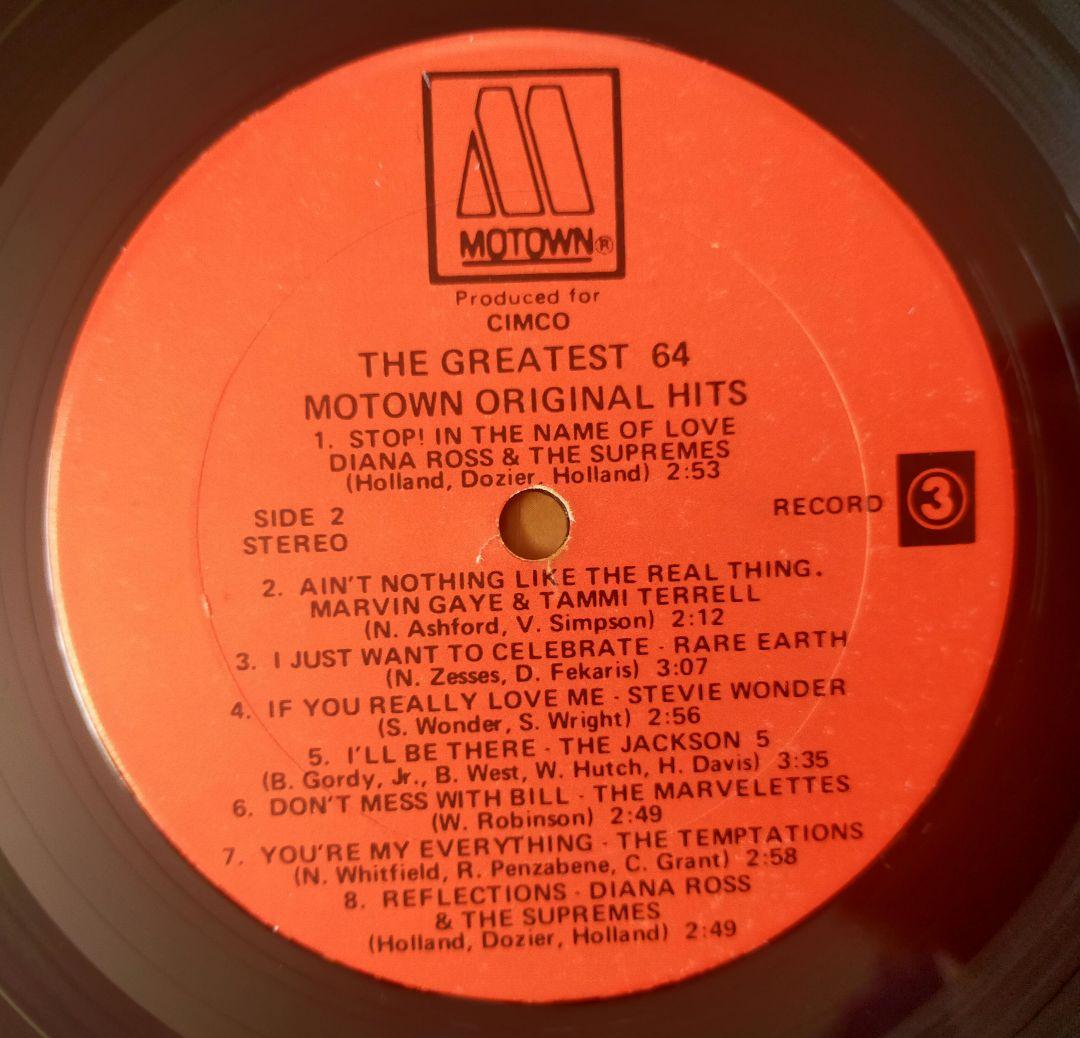 MOTOWN®
Produced for
CIMCO
THE GREATEST 64
MOTOWN ORIGINAL HITS
1. STOP! IN THE NAME OF LOVE
DIANA ROSS & THE SUPREMES
(Holland, Dozier, Holland) 2:53
SIDE 2
STEREO
RECORD 3
2. AIN'T NOTHING LIKE THE REAL THING.
MARVIN GAYE & TAMMI TERRELL
(N. Ashford, V. Simpson) 2:12
3. I JUST WANT TO CELEBRATE - RARE EARTH
(N. Zesses, D. Fekaris) 3:07
4. IF YOU REALLY LOVE ME - STEVIE WONDER
(S. Wonder, S. Wright) 2:56
5. I'LL BE THERE - THE JACKSON 5
(B. Gordy, Jr., B. West, W. Hutch, H. Davis) 3:35
6. DON'T MESS WITH BILL - THE MARVELETTES
(W. Robinson) 2:49
7. YOU'RE MY EVERYTHING - THE TEMPTATIONS
(N. Whitfield, R. Penzabene, C. Grant) 2:58
8. REFLECTIONS - DIANA ROSS
& THE SUPREMES
(Holland, Dozier, Holland) 2:49